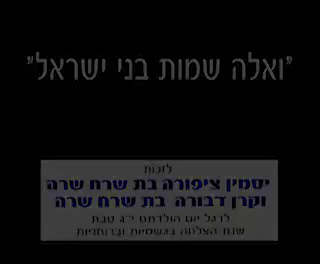 "ואלה שמות בני ישראל"
לזכות
יסמין ציפורה בת שרח שרה
וקרן דבורה בת שרח שרה
לרגל יום הולדתם י"ג טבת
שנת הצלחה בגשמיות וברוחניות